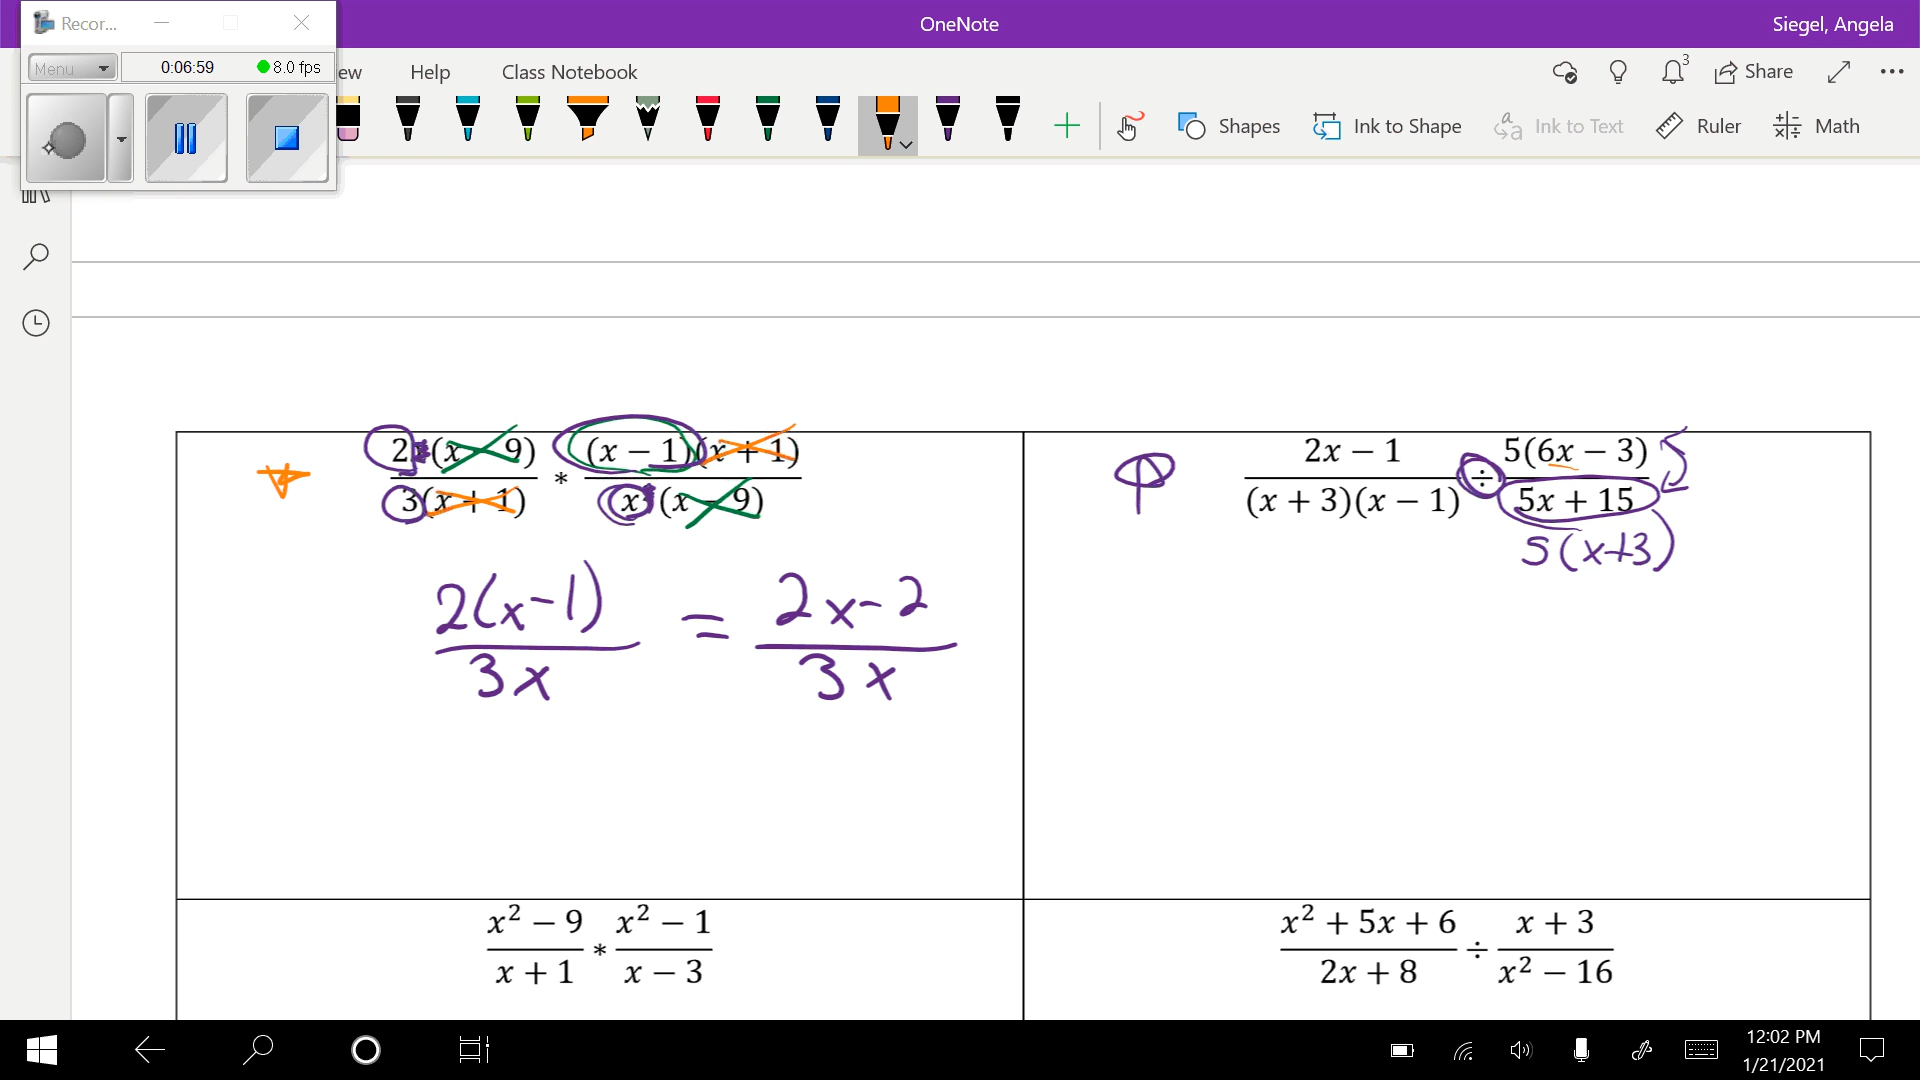 Recor...
OneNote
Siegel, Angela
Menu
0:06:59
8.0 fps
ew
Help
Class Notebook
3
Share
Shapes
Ink to Shape
Ink to Text
Ruler
Math
2x(x − 9)/3(x + 1) * (x − 1)(x + 1)/x²(x − 9)
2(x-1)/3x = 2x-2/3x
2x − 1/(x + 3)(x − 1) ÷ 5(6x − 3)/5x + 15
5(x+3)
x² − 9/x + 1 * x² − 1/x − 3
x² + 5x + 6/2x + 8 ÷ x + 3/x² − 16
12:02 PM
1/21/2021